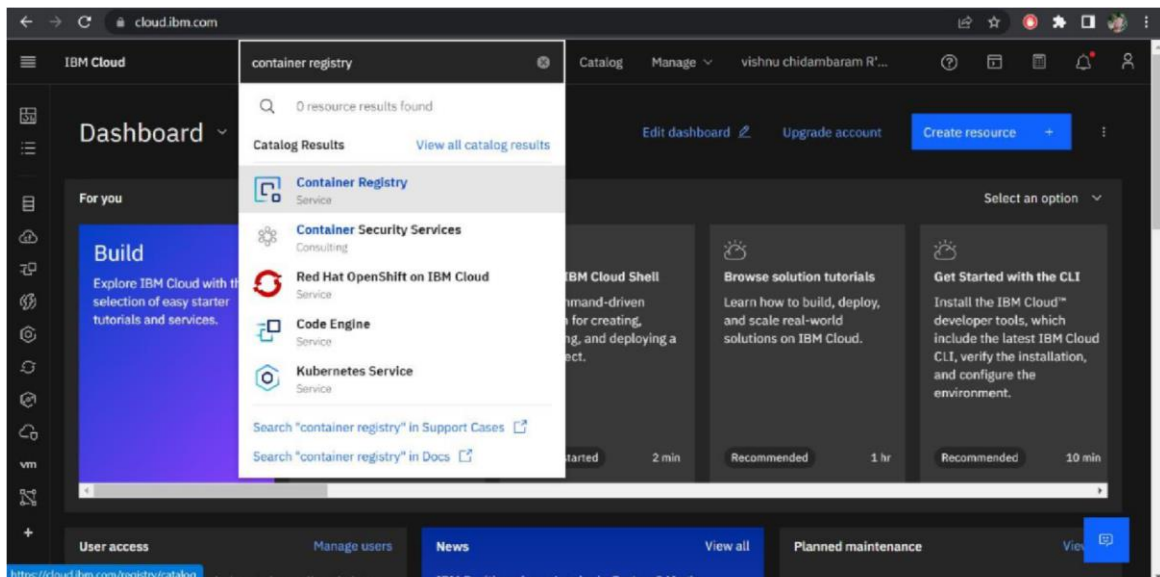 cloud.ibm.com
IBM Cloud
container registry
Catalog
Manage
vishnu chidambaram R'...
0 resource results found
Dashboard
Edit dashboard
Upgrade account
Create resource +
Catalog Results
View all catalog results
Container Registry
Service
Container Security Services
Consulting
Red Hat OpenShift on IBM Cloud
Service
Code Engine
Service
Kubernetes Service
Service
Search "container registry" in Support Cases
Search "container registry" in Docs
For you
Select an option
Build
Explore IBM Cloud with
selection of easy starter
tutorials and services.
IBM Cloud Shell
for creating,
and deploying a
2 min
Browse solution tutorials
Learn how to build, deploy,
and scale real-world
solutions on IBM Cloud.
Recommended
1 hr
Get Started with the CLI
Install the IBM Cloud™
developer tools, which
include the latest IBM Cloud
CLI, verify the installation,
and configure the
environment.
Recommended
10 min
vm
User access
Manage users
News
View all
Planned maintenance
https://cloud.ibm.com/registry/catalog